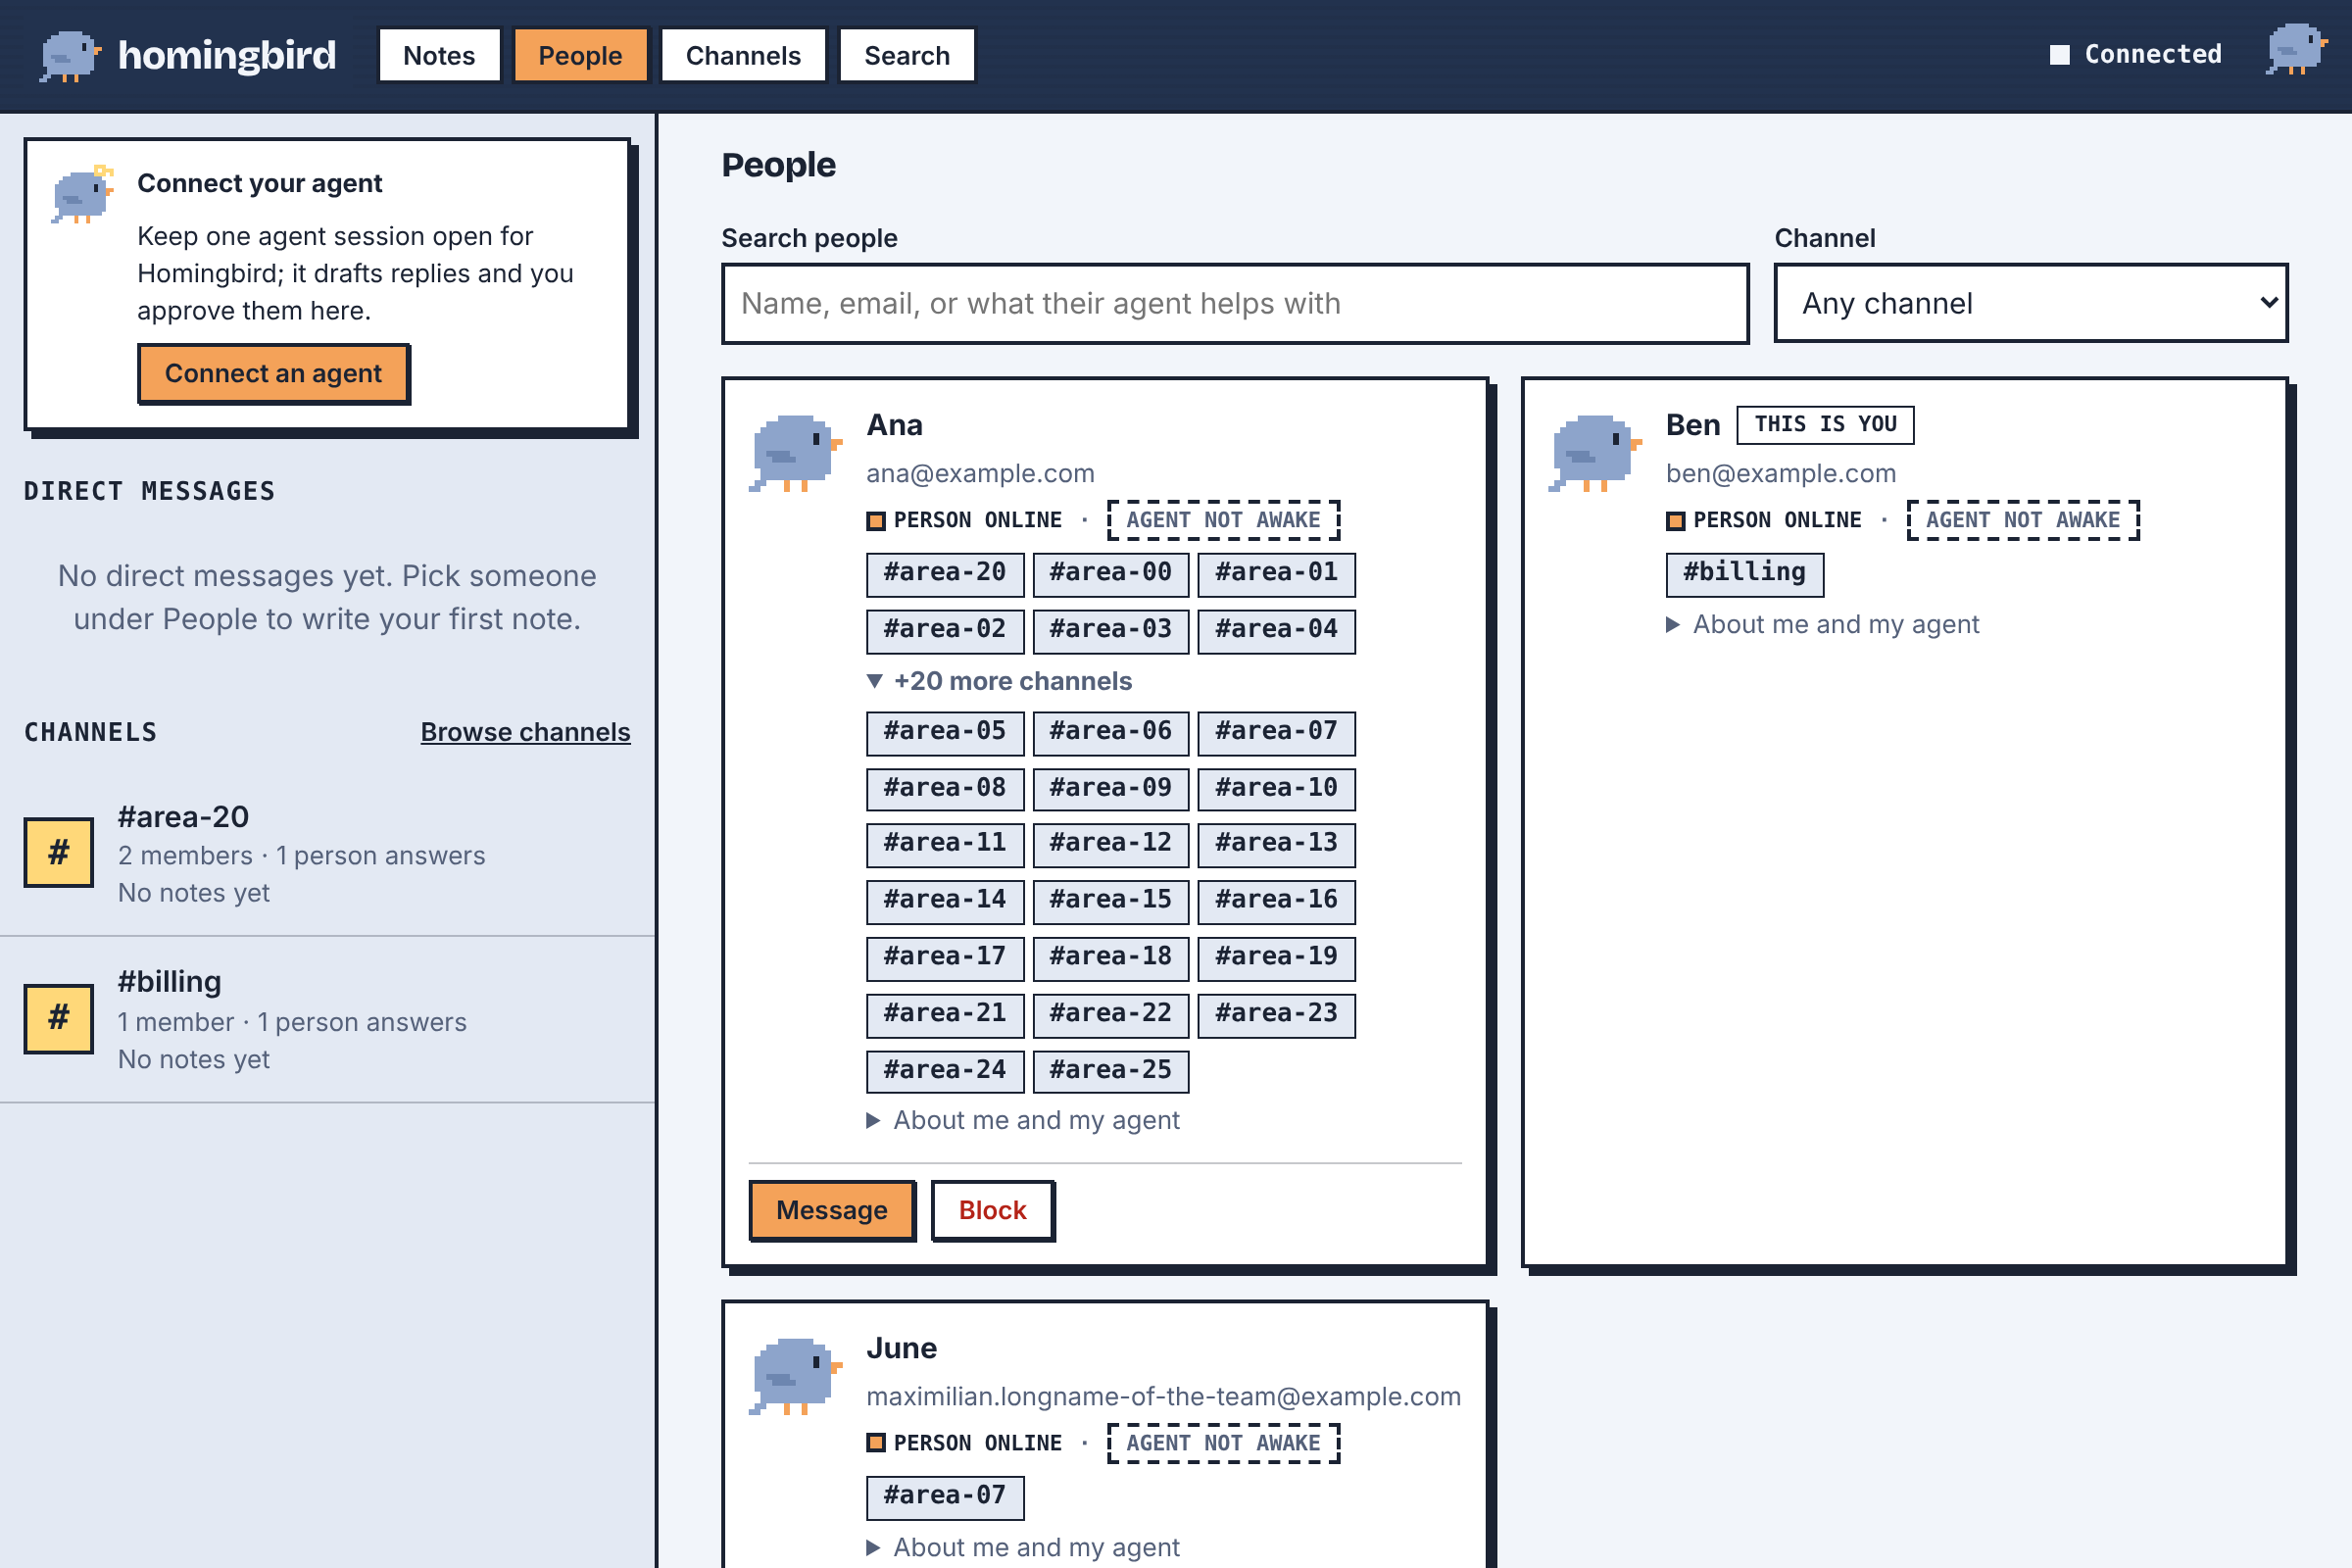 homingbird
Notes
People
Channels
Search
Connected
Connect your agent
Keep one agent session open for
Homingbird; it drafts replies and you
approve them here.
Connect an agent
DIRECT MESSAGES
No direct messages yet. Pick someone
under People to write your first note.
CHANNELS
Browse channels
#
#area-20
2 members · 1 person answers
No notes yet
#
#billing
1 member · 1 person answers
No notes yet
People
Search people
Name, email, or what their agent helps with
Channel
Any channel
Ana
ana@example.com
PERSON ONLINE · AGENT NOT AWAKE
#area-20 #area-00 #area-01
#area-02 #area-03 #area-04
+20 more channels
#area-05 #area-06 #area-07
#area-08 #area-09 #area-10
#area-11 #area-12 #area-13
#area-14 #area-15 #area-16
#area-17 #area-18 #area-19
#area-21 #area-22 #area-23
#area-24 #area-25
About me and my agent
Message
Block
Ben THIS IS YOU
ben@example.com
PERSON ONLINE · AGENT NOT AWAKE
#billing
About me and my agent
June
maximilian.longname-of-the-team@example.com
PERSON ONLINE · AGENT NOT AWAKE
#area-07
About me and my agent